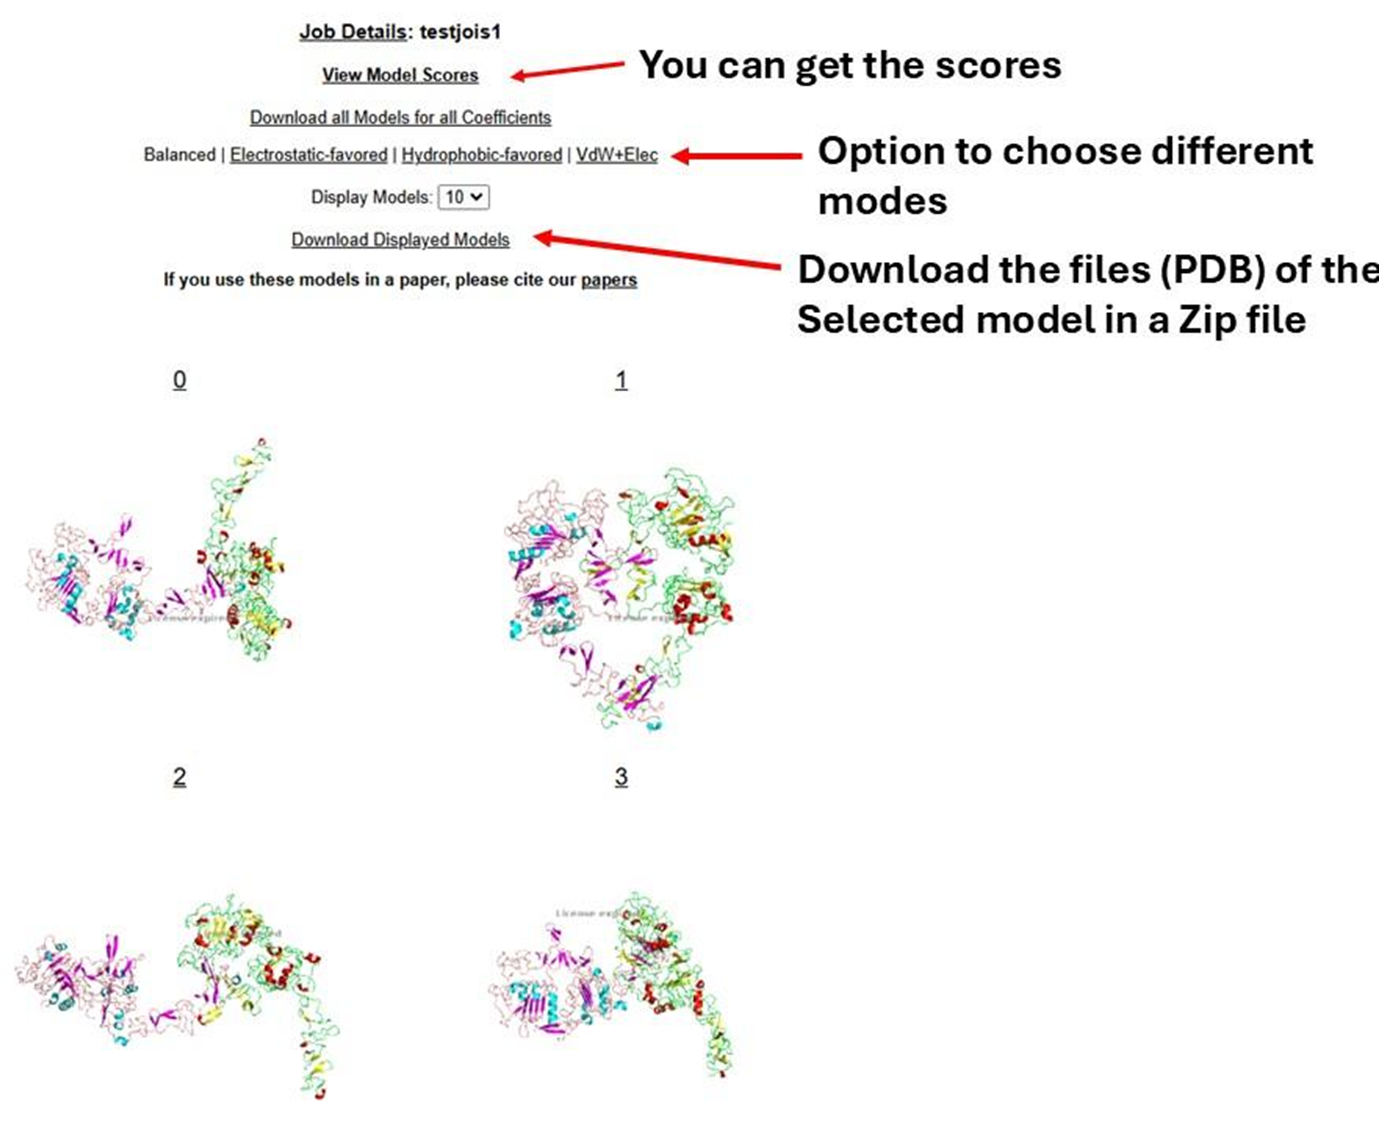 Job Details: testjois1
View Model Scores
You can get the scores
Download all Models for all Coefficients
Balanced | Electrostatic-favored | Hydrophobic-favored | VdW+Elec
Option to choose different
modes
Display Models: 10
Download Displayed Models
Download the files (PDB) of the
Selected model in a Zip file
If you use these models in a paper, please cite our papers
0
1
2
3